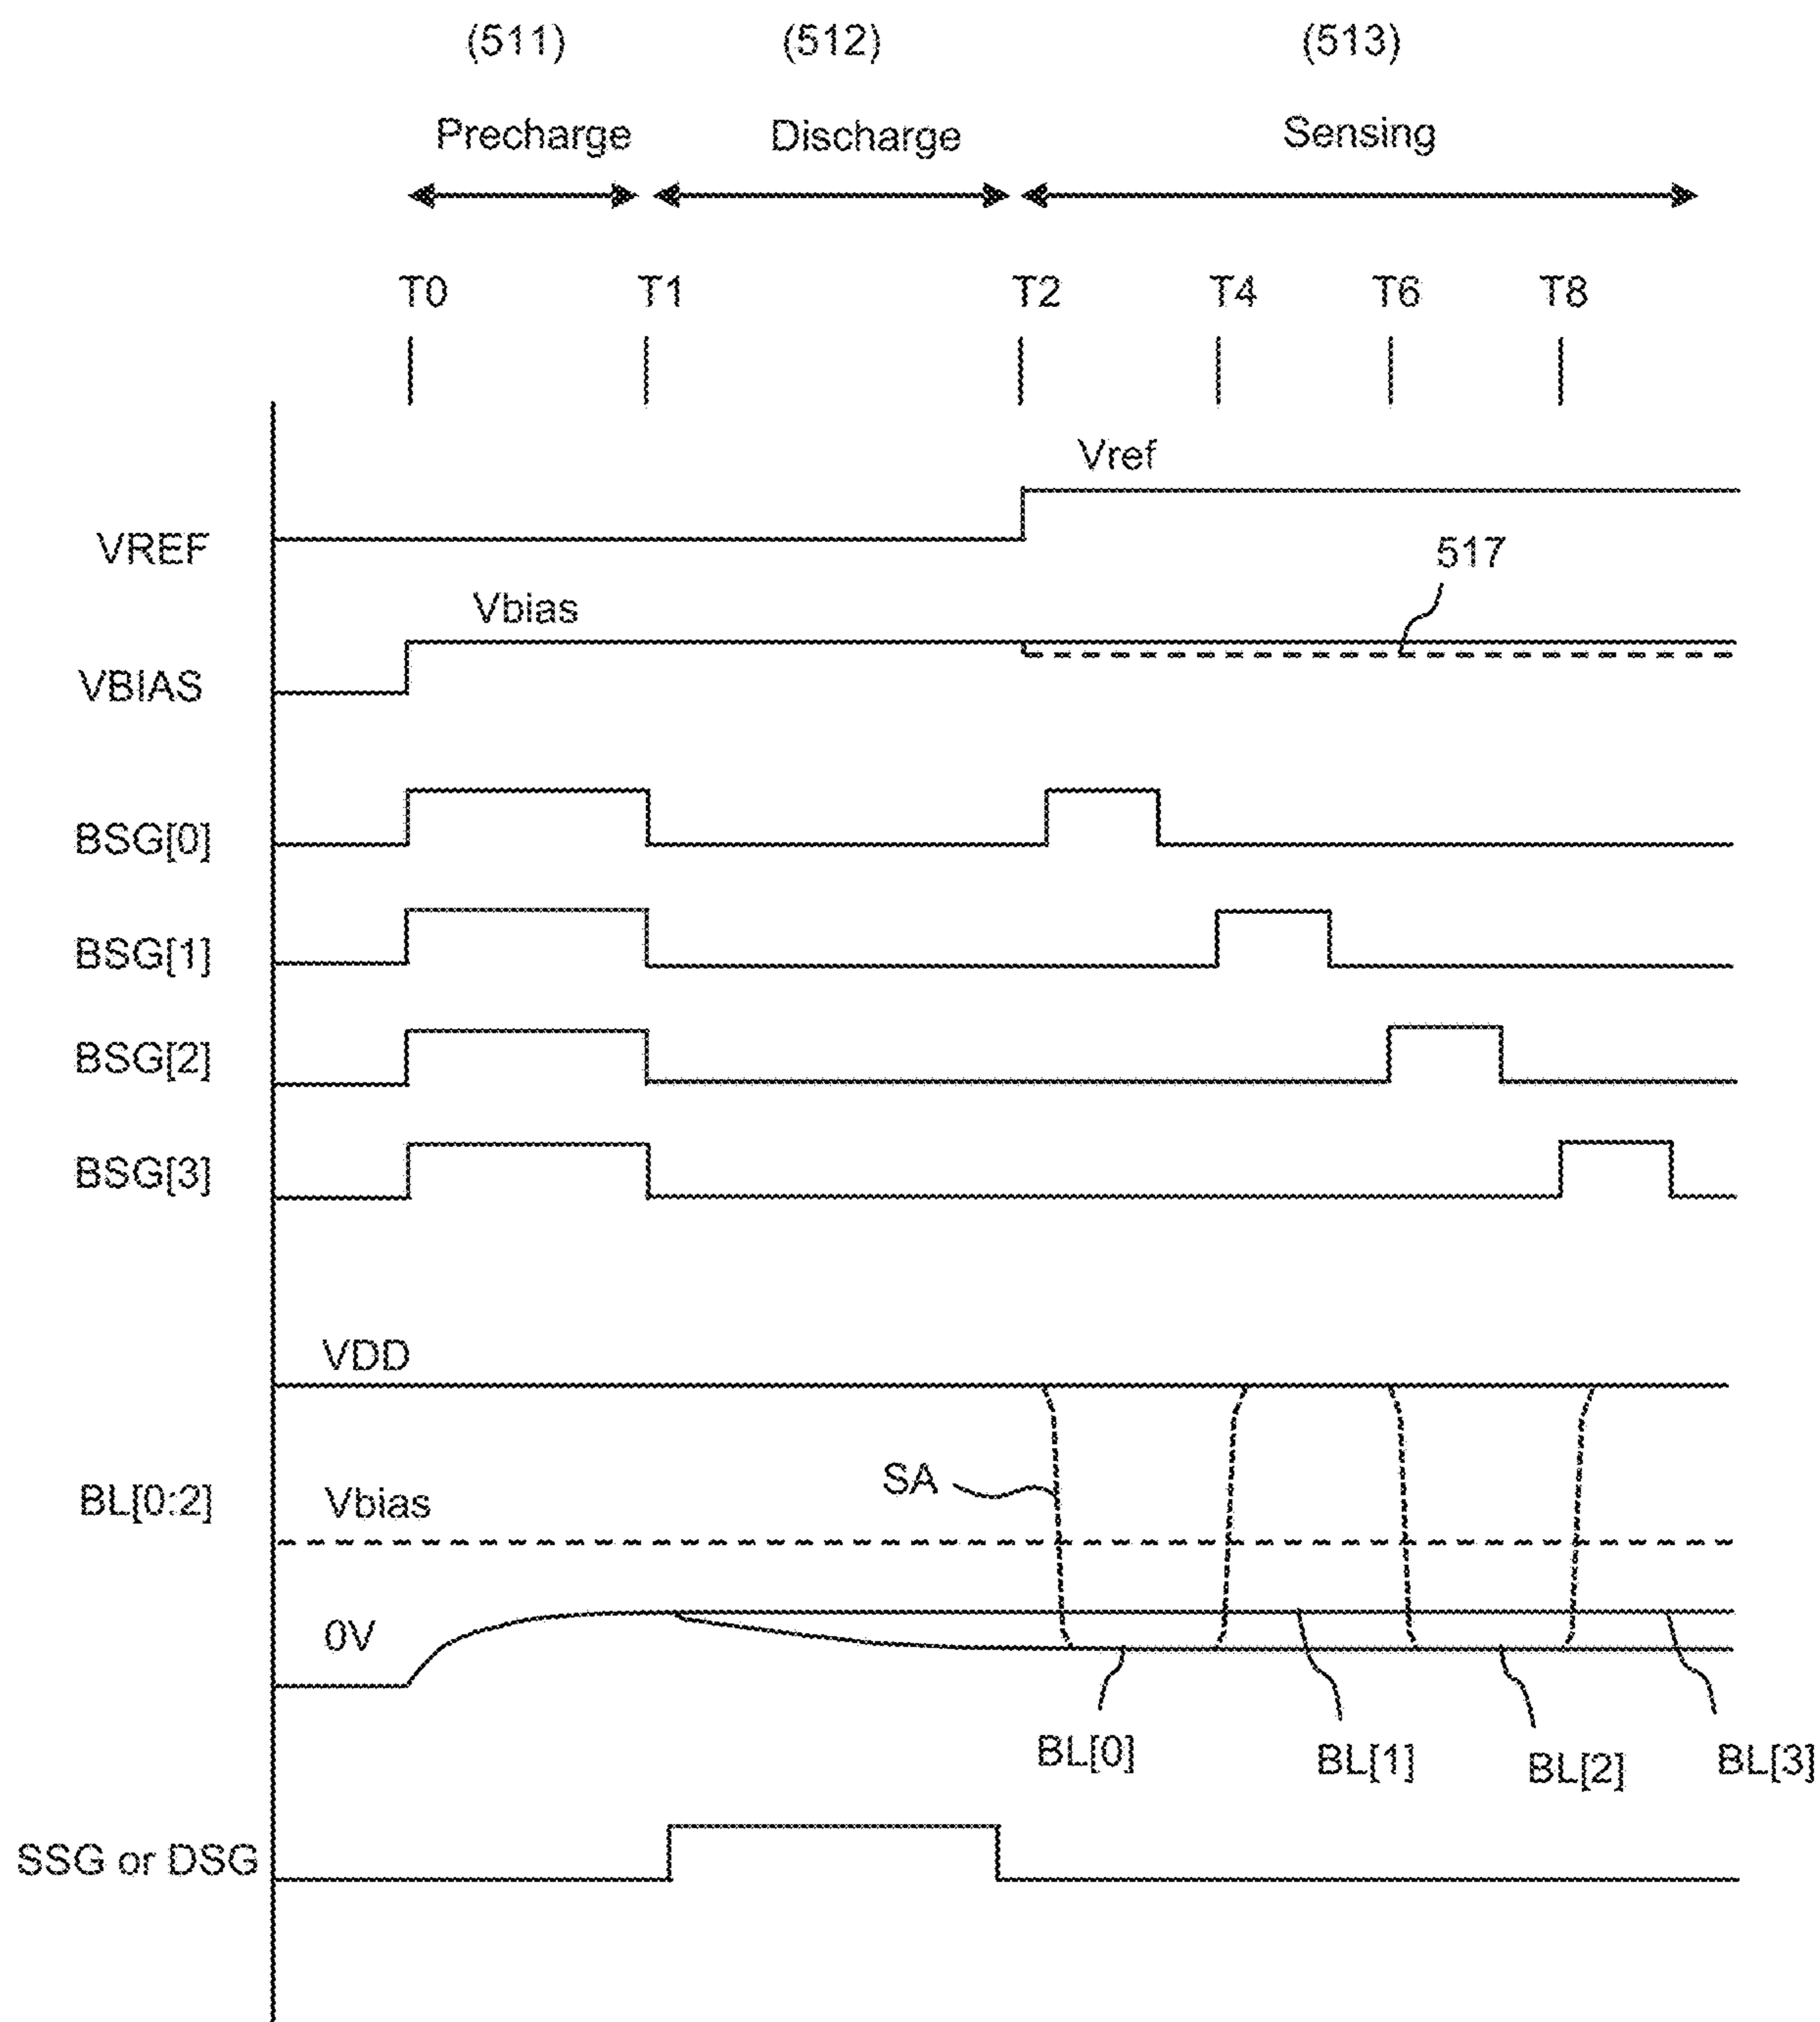 (511) (512) (513)
Precharge Discharge Sensing
T0 T1 T2 T4 T6 T8
Vref
VREF
517
Vbias
VBIAS
BSG[0]
BSG[1]
BSG[2]
BSG[3]
VDD
SA
BL[0:2]
Vbias
0V
BL[0] BL[1] BL[2] BL[3]
SSG or DSG